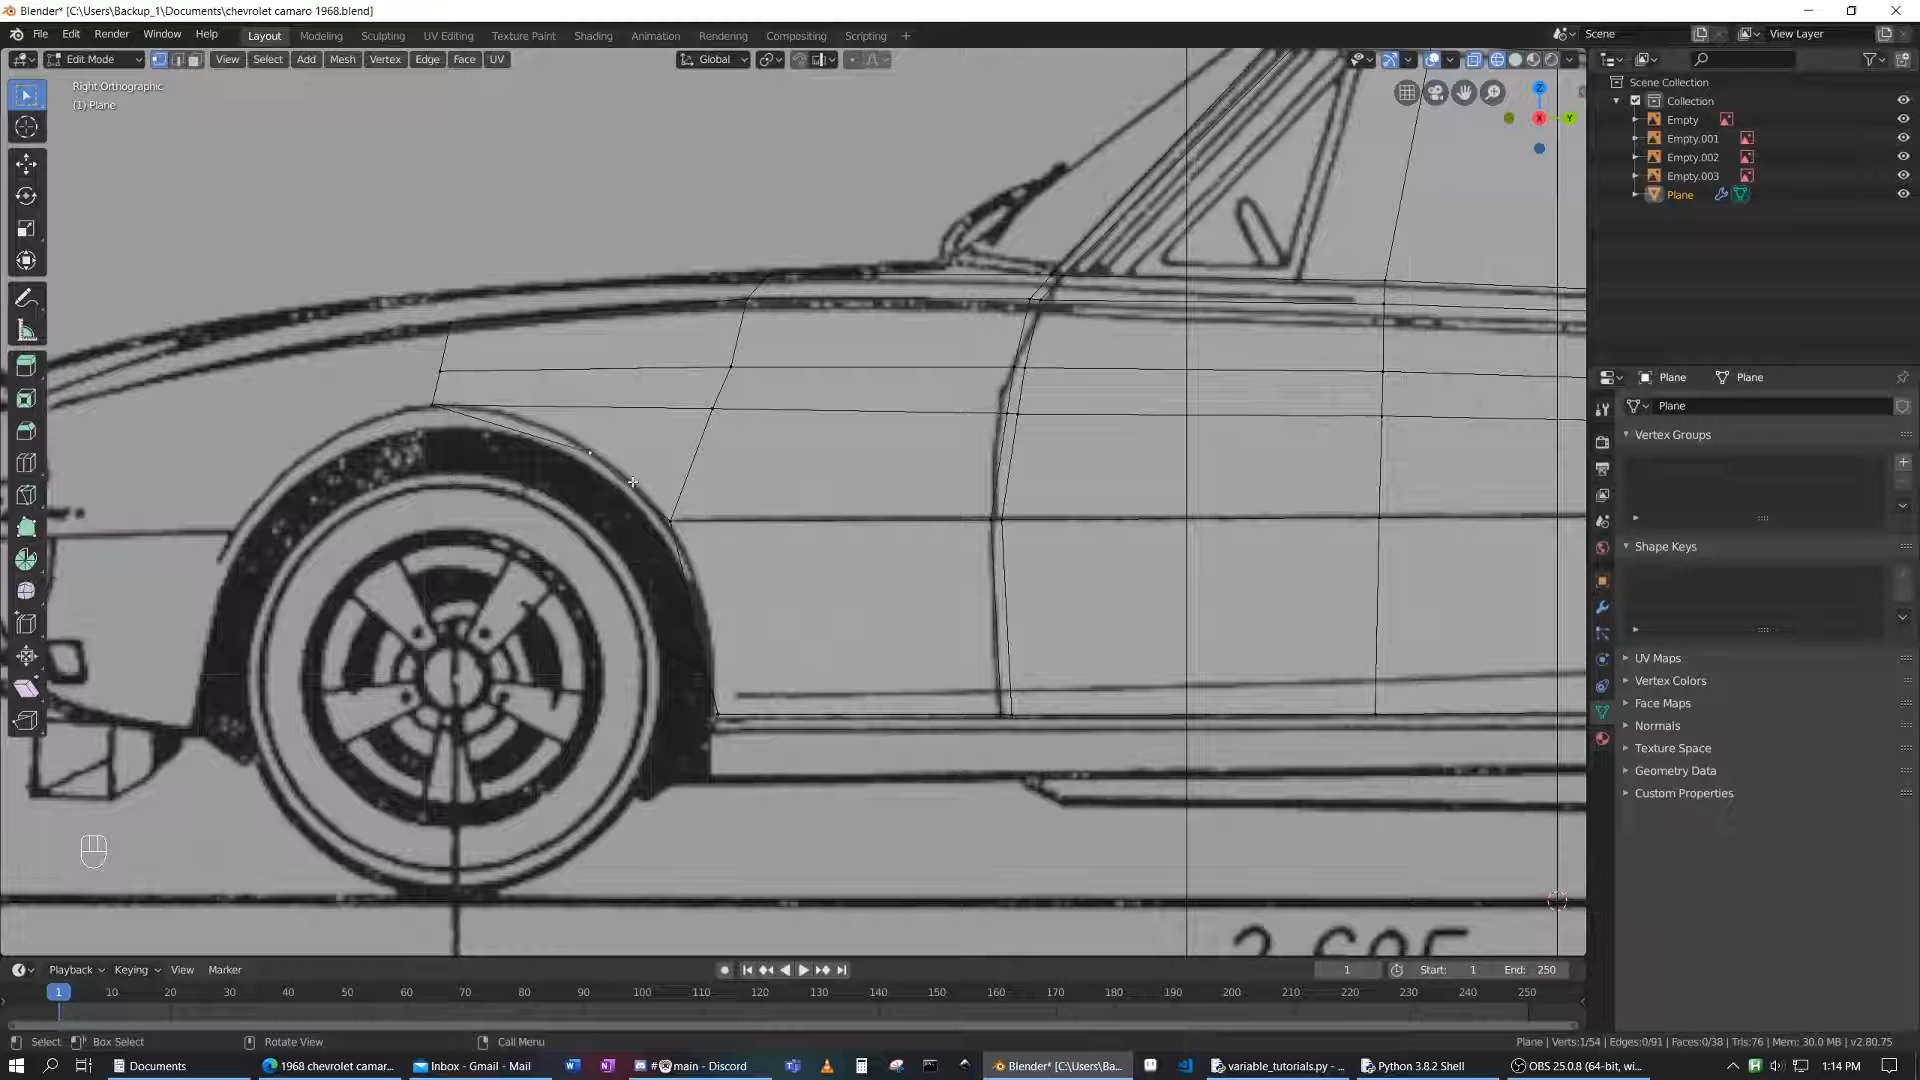 Blender* [C:\Users\Backup_1\Documents\chevrolet camaro 1968.blend]
File Edit Render Window Help Layout Modeling Sculpting UV Editing Texture Paint Shading Animation Rendering Compositing Scripting + Scene View Layer
Edit Mode View Select Add Mesh Vertex Edge Face UV Global
Right Orthographic
(1) Plane
Z
X
Y
Scene Collection
Collection
Empty
Empty.001
Empty.002
Empty.003
Plane
Plane Plane
Plane
Vertex Groups
Shape Keys
UV Maps
Vertex Colors
Face Maps
Normals
Texture Space
Geometry Data
Custom Properties
Playback Keying View Marker 1 Start: 1 End: 250
1 10 20 30 40 50 60 70 80 90 100 110 120 130 140 150 160 170 180 190 200 210 220 230 240 250
Select Box Select Rotate View Call Menu Plane | Verts:1/54 | Edges:0/91 | Faces:0/38 | Tris:76 | Mem: 30.0 MB | v2.80.75
Documents 1968 chevrolet camar... Inbox - Gmail - Mail #main - Discord Blender* [C:\Users\Ba... variable_tutorials.py - ... Python 3.8.2 Shell OBS 25.0.8 (64-bit, wi... 1:14 PM